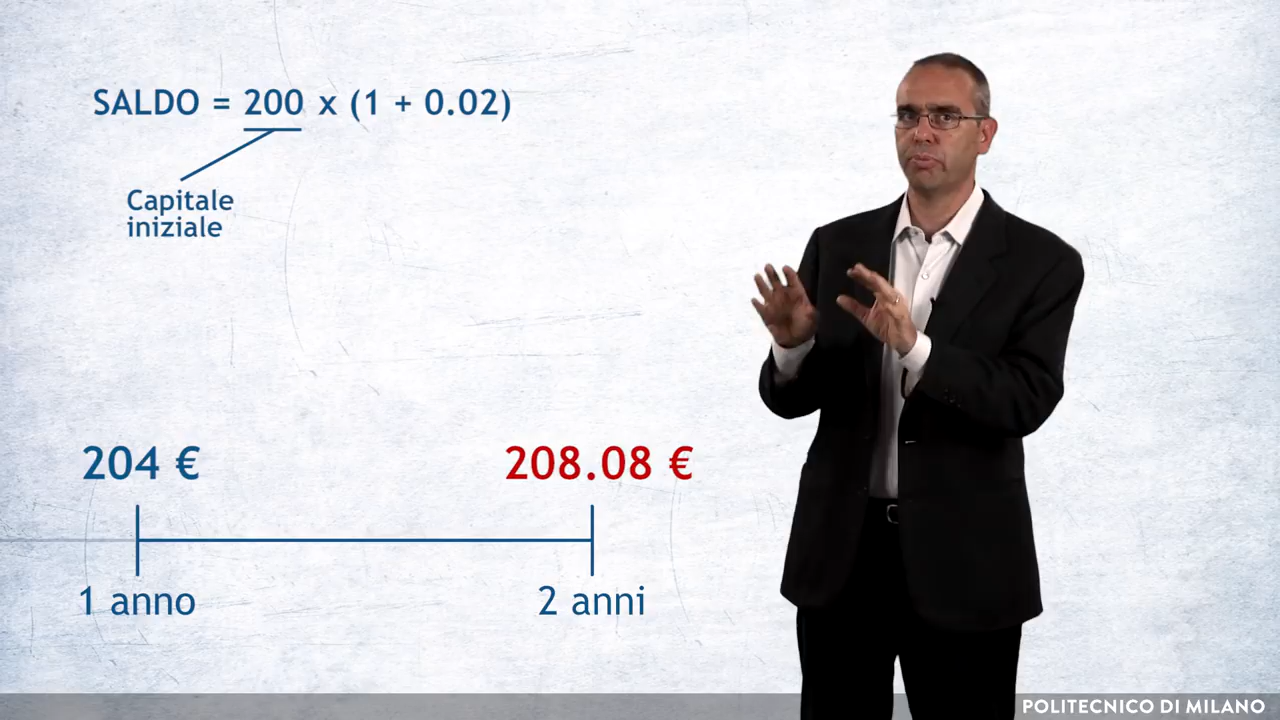 SALDO = 200 x (1 + 0.02)
Capitale
iniziale
204 €
208.08 €
1 anno
2 anni
POLITECNICO DI MILANO